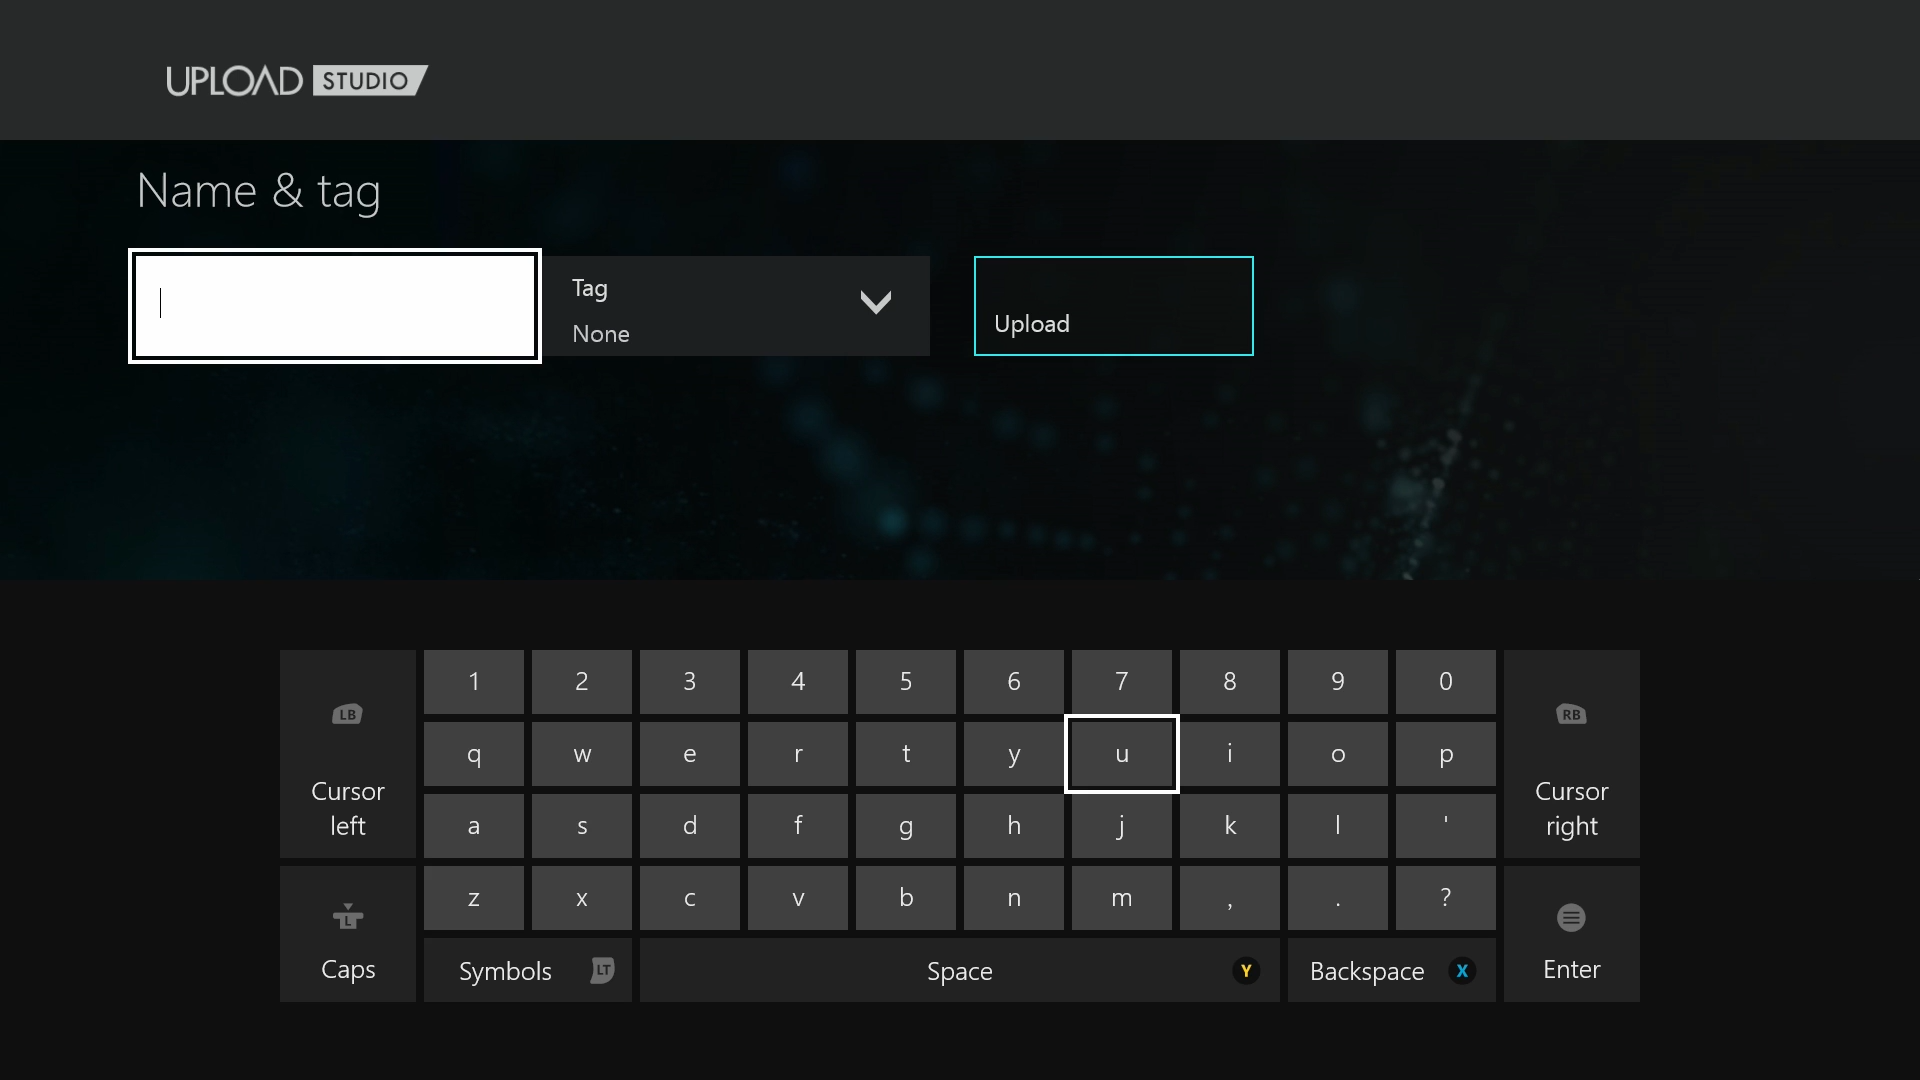 UPLOAD STUDIO
Name & tag
Tag
None
Upload
1 2 3 4 5 6 7 8 9 0
q w e r t y u i o p
a s d f g h j k l '
z x c v b n m , . ?
LB
Cursor
left
L
Caps
Symbols LT
Space Y
Backspace X
RB
Cursor
right
Enter